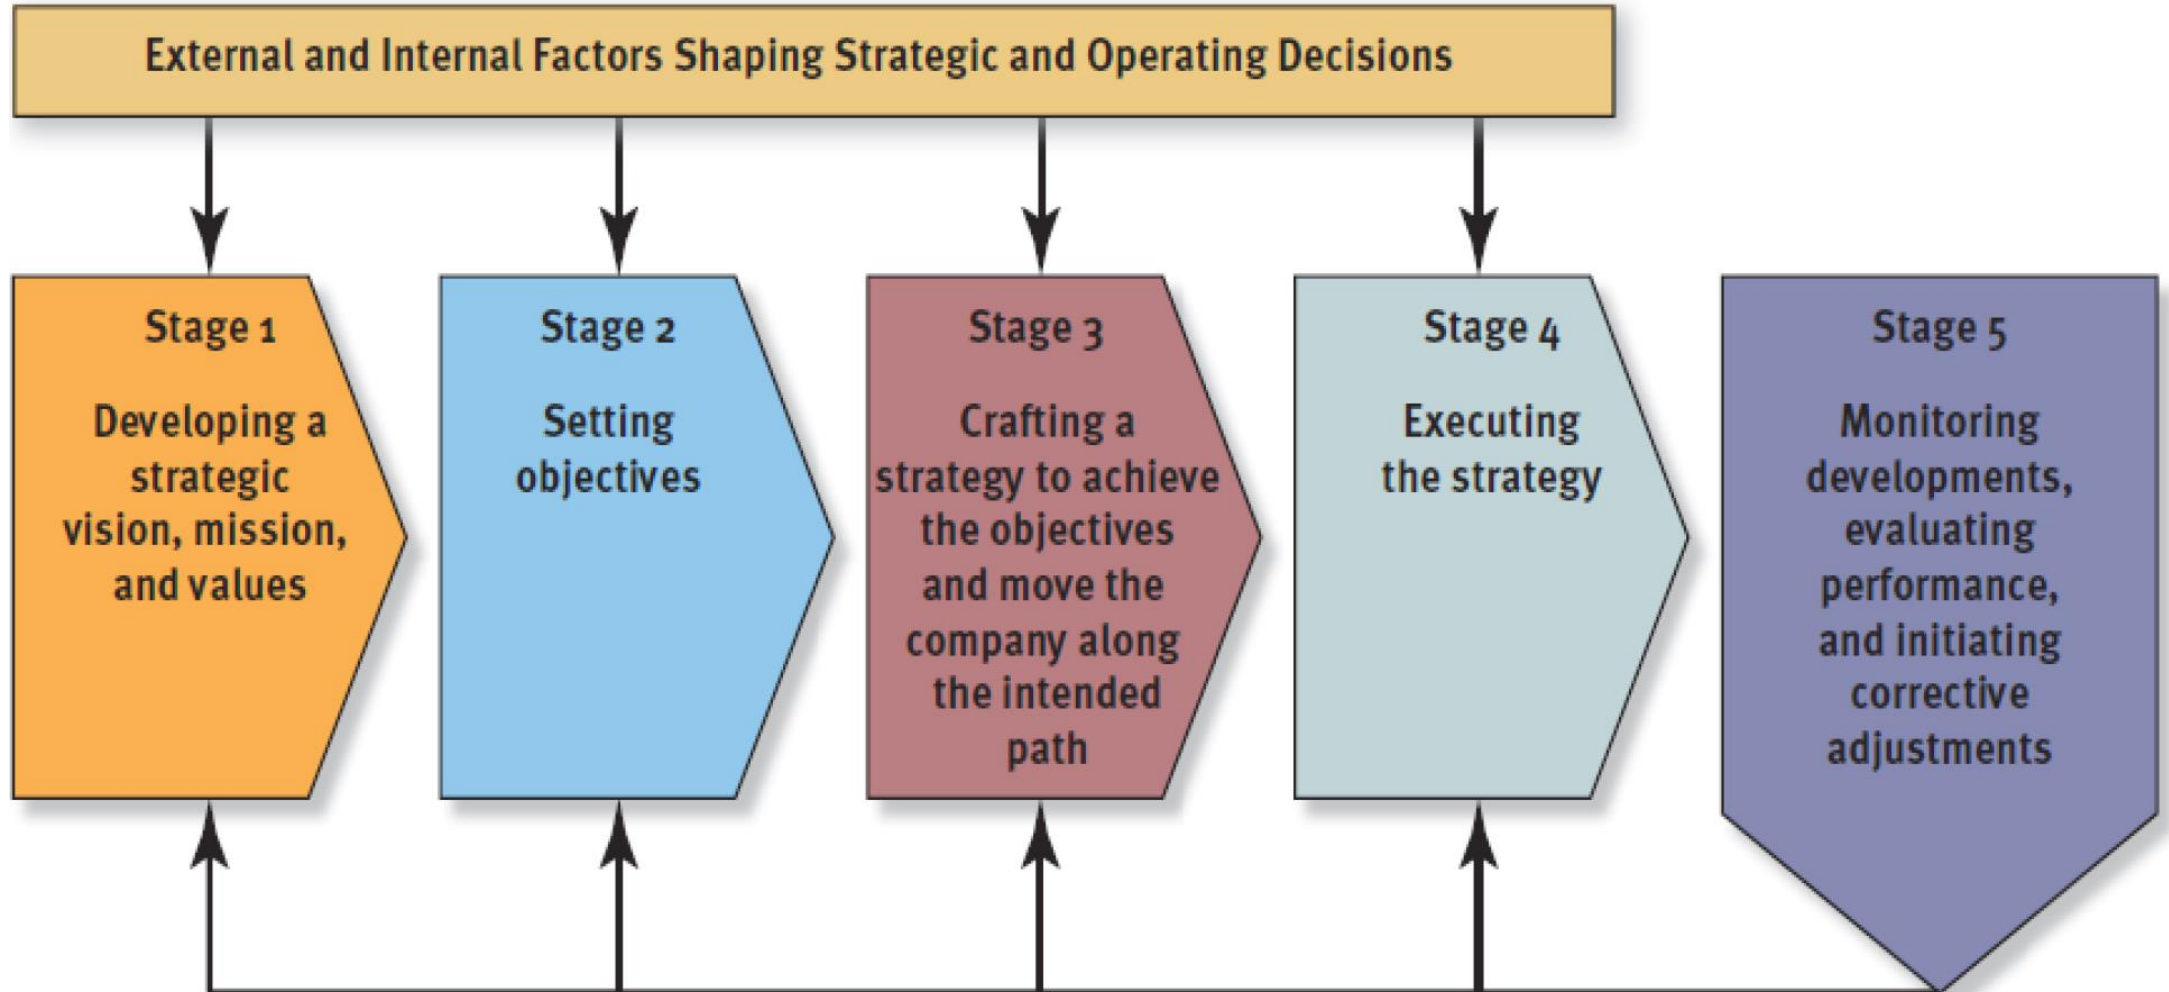 External and Internal Factors Shaping Strategic and Operating Decisions
Stage 1
Developing a
strategic
vision, mission,
and values
Stage 2
Setting
objectives
Stage 3
Crafting a
strategy to achieve
the objectives
and move the
company along
the intended
path
Stage 4
Executing
the strategy
Stage 5
Monitoring
developments,
evaluating
performance,
and initiating
corrective
adjustments